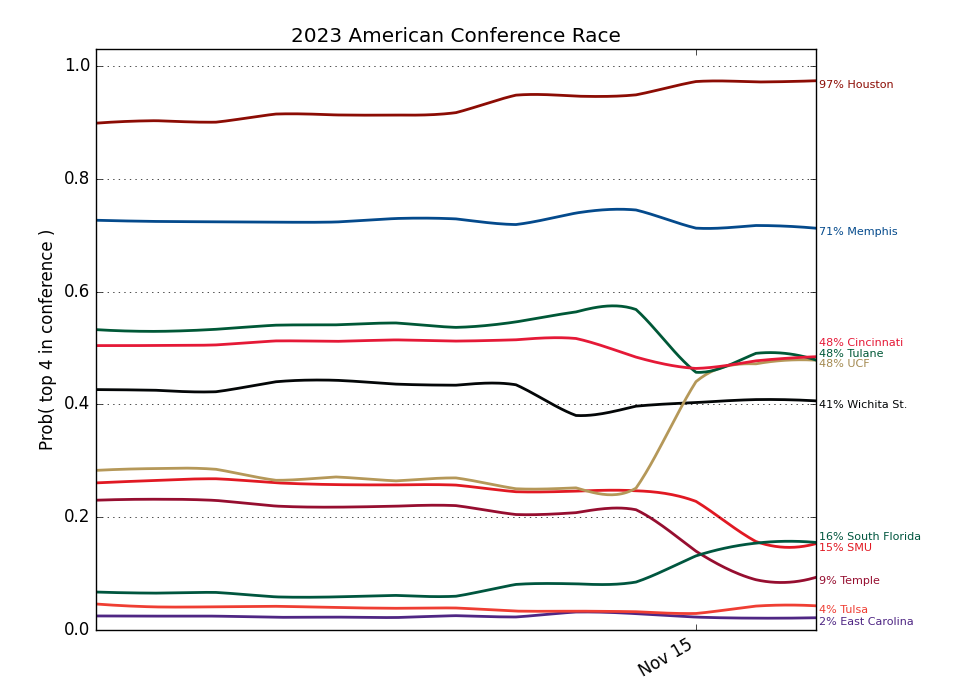 2023 American Conference Race
1.0
0.8
0.6
0.4
0.2
0.0
Prob( top 4 in conference )
97% Houston
71% Memphis
48% Cincinnati
48% Tulane
48% UCF
41% Wichita St.
16% South Florida
15% SMU
9% Temple
4% Tulsa
2% East Carolina
Nov 15